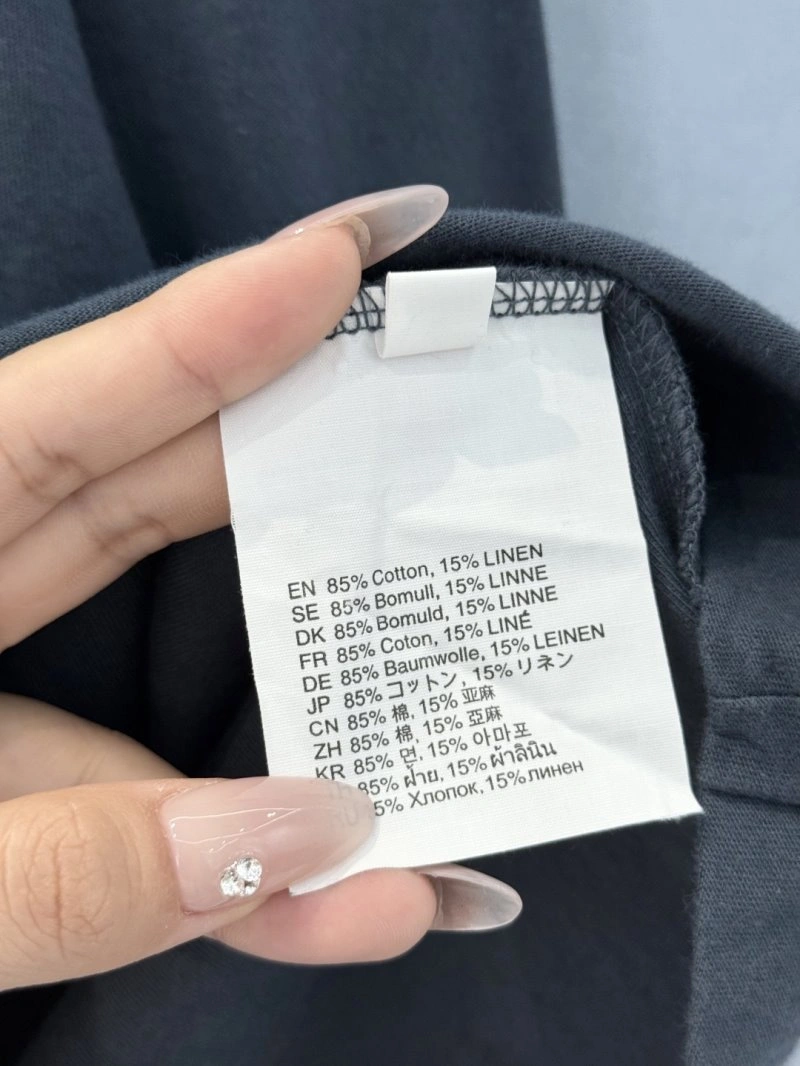 EN 85% Cotton, 15% LINEN
SE 85% Bomull, 15% LINNE
DK 85% Bomuld, 15% LINNE
FR 85% Coton, 15% LINÉ
DE 85% Baumwolle, 15% LEINEN
JP 85% コットン, 15% リネン
CN 85% 棉, 15% 亚麻
ZH 85% 棉, 15% 亞麻
KR 85% 면, 15% 아마포
85% ฝ้าย, 15% ผ้าลินิน
5% Хлопок, 15% линен